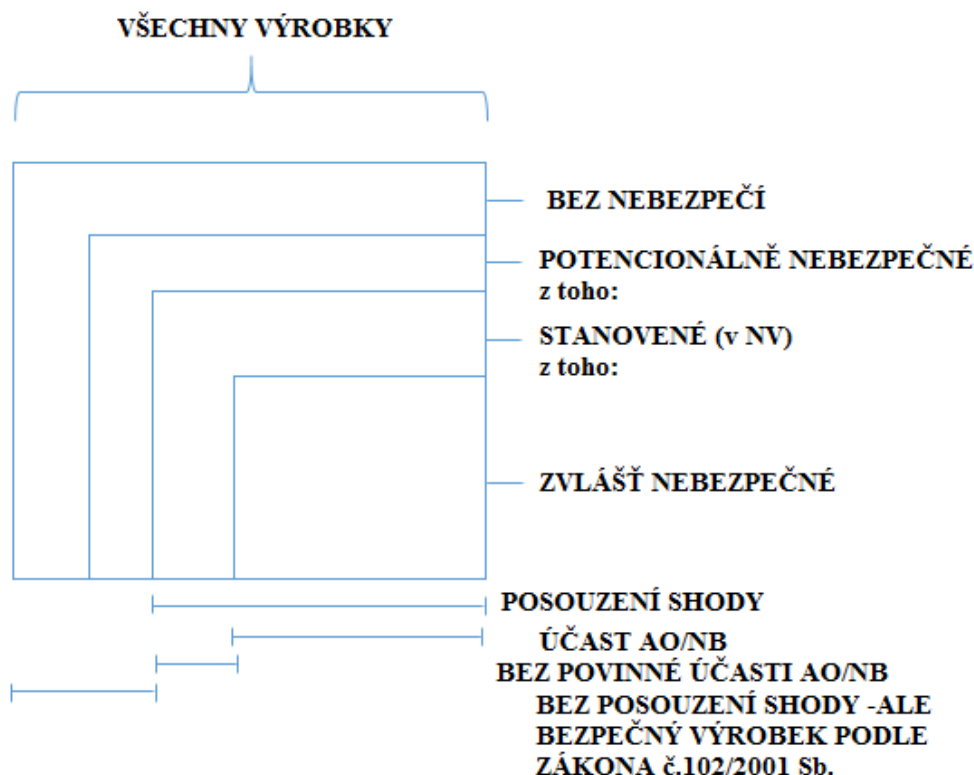 VŠECHNY VÝROBKY
BEZ NEBEZPEČÍ
POTENCIONÁLNĚ NEBEZPEČNÉ
z toho:
STANOVENÉ (v NV)
z toho:
ZVLÁŠŤ NEBEZPEČNÉ
POSOUZENÍ SHODY
ÚČAST AO/NB
BEZ POVINNÉ ÚČASTI AO/NB
BEZ POSOUZENÍ SHODY -ALE
BEZPEČNÝ VÝROBEK PODLE
ZÁKONA č.102/2001 Sb.